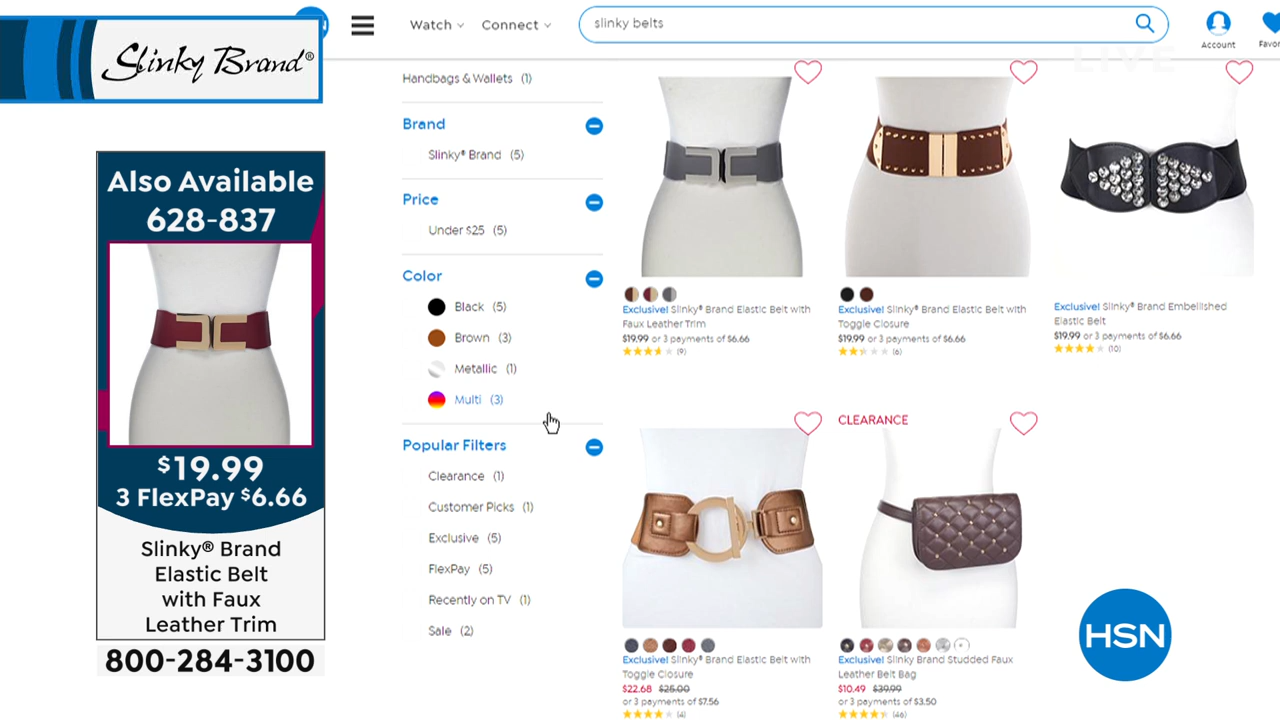 Slinky Brand®
Also Available
628-837
$19.99
3 FlexPay $6.66
Slinky® Brand
Elastic Belt
with Faux
Leather Trim
800-284-3100
Watch
Connect
slinky belts
Account
LIVE
Handbags & Wallets (1)
Brand
Slinky® Brand (5)
Price
Under $25 (5)
Color
Black (5)
Brown (3)
Metallic (1)
Multi (3)
Popular Filters
Clearance (1)
Customer Picks (1)
Exclusive (5)
FlexPay (5)
Recently on TV (1)
Sale (2)
Exclusive! Slinky® Brand Elastic Belt with
Faux Leather Trim
$19.99 or 3 payments of $6.66
(9)
Exclusive! Slinky® Brand Elastic Belt with
Toggle Closure
$19.99 or 3 payments of $6.66
(6)
Exclusive! Slinky® Brand Embellished
Elastic Belt
$19.99 or 3 payments of $6.66
(10)
Exclusive! Slinky® Brand Elastic Belt with
Toggle Closure
$22.68 $25.00
or 3 payments of $7.56
(4)
CLEARANCE
Exclusive! Slinky Brand Studded Faux
Leather Belt Bag
$10.49 $39.99
or 3 payments of $3.50
(46)
HSN